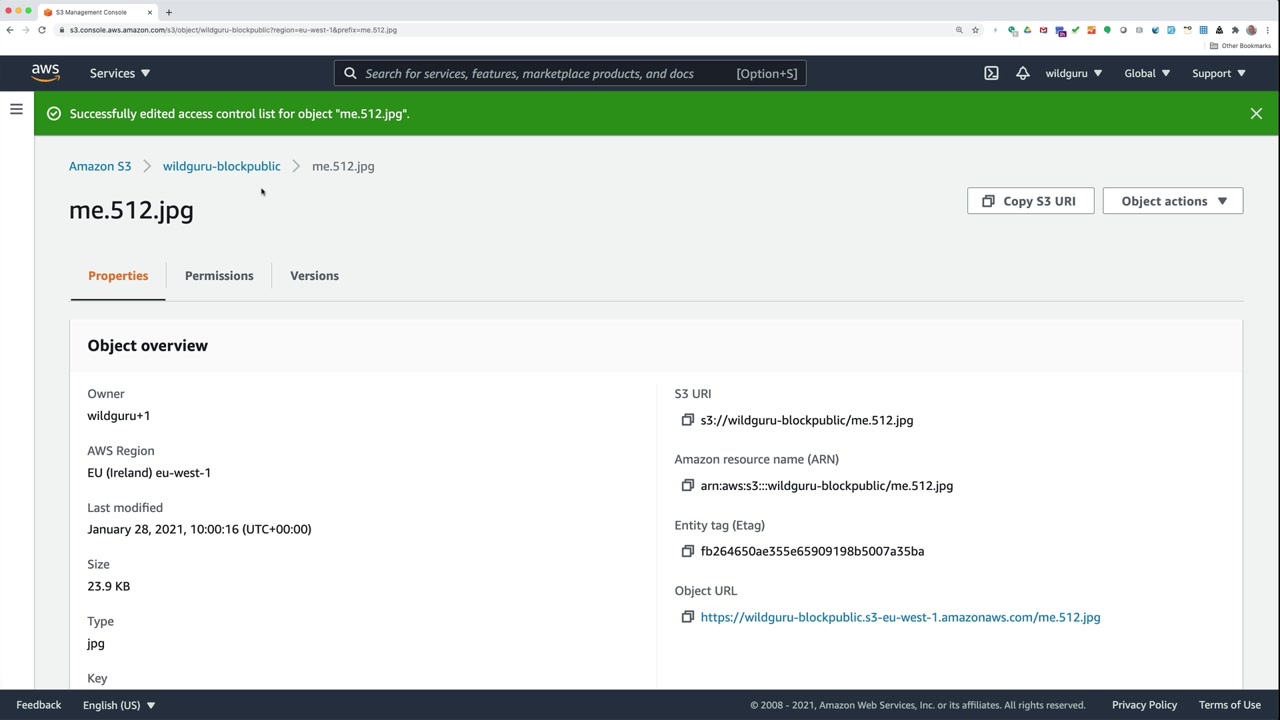 S3 Management Console
s3.console.aws.amazon.com/s3/object/wildguru-blockpublic?region=eu-west-1&prefix=me.512.jpg
Other Bookmarks
aws
Services
Search for services, features, marketplace products, and docs
[Option+S]
wildguru
Global
Support
Successfully edited access control list for object "me.512.jpg".
Amazon S3
wildguru-blockpublic
me.512.jpg
me.512.jpg
Copy S3 URI
Object actions
Properties
Permissions
Versions
Object overview
Owner
wildguru+1
AWS Region
EU (Ireland) eu-west-1
Last modified
January 28, 2021, 10:00:16 (UTC+00:00)
Size
23.9 KB
Type
jpg
Key
S3 URI
s3://wildguru-blockpublic/me.512.jpg
Amazon resource name (ARN)
arn:aws:s3:::wildguru-blockpublic/me.512.jpg
Entity tag (Etag)
fb264650ae355e65909198b5007a35ba
Object URL
https://wildguru-blockpublic.s3-eu-west-1.amazonaws.com/me.512.jpg
Feedback
English (US)
© 2008 - 2021, Amazon Web Services, Inc. or its affiliates. All rights reserved.
Privacy Policy
Terms of Use